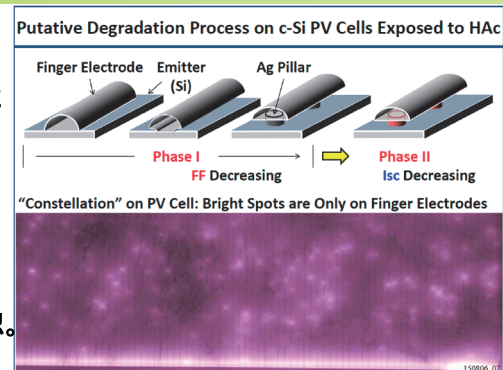 Putative Degradation Process on c-Si PV Cells Exposed to HAc
Finger Electrode
Emitter
(Si)
Ag Pillar
Phase I
FF Decreasing
Phase II
Isc Decreasing
"Constellation" on PV Cell: Bright Spots are Only on Finger Electrodes